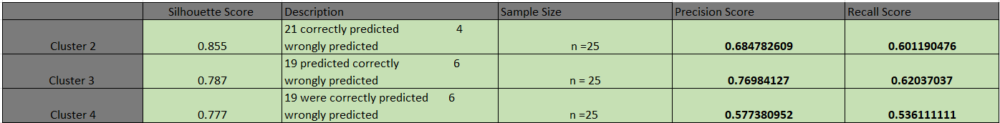 Silhouette Score Description Sample Size Precision Score Recall Score
21 correctly predicted 4
Cluster 2 0.855 wrongly predicted n =25 0.684782609 0.601190476
19 predicted correctly 6
Cluster 3 0.787 wrongly predicted n = 25 0.76984127 0.62037037
19 were correctly predicted 6
Cluster 4 0.777 wrongly predicted n =25 0.577380952 0.536111111